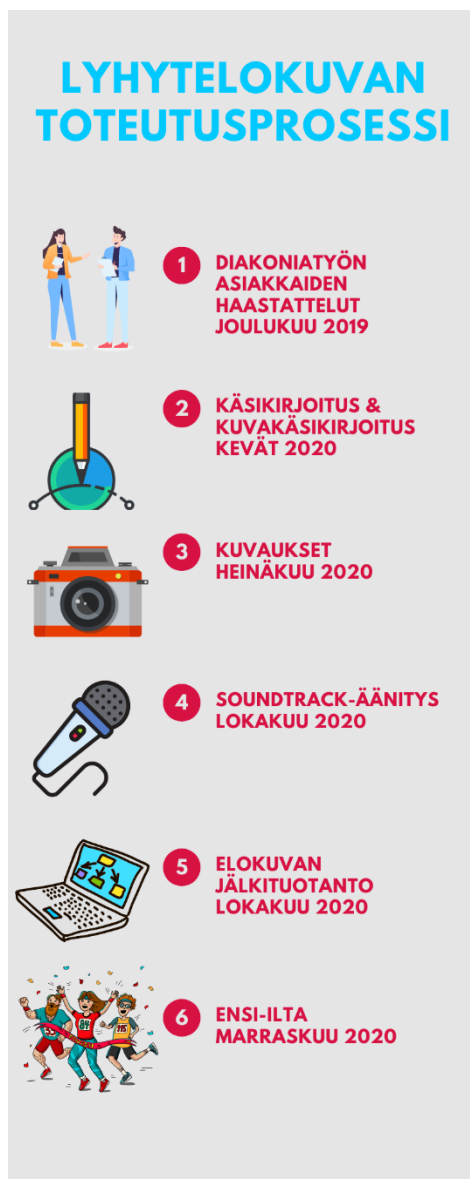 LYHYTELOKUVAN
TOTEUTUSPROSESSI
1
DIAKONIATYÖN
ASIAKKAIDEN
HAASTATTELUT
JOULUKUU 2019
2
KÄSIKIRJOITUS &
KUVAKÄSIKIRJOITUS
KEVÄT 2020
3
KUVAUKSET
HEINÄKUU 2020
4
SOUNDTRACK-ÄÄNITYS
LOKAKUU 2020
5
ELOKUVAN
JÄLKITUOTANTO
LOKAKUU 2020
6
ENSI-ILTA
MARRASKUU 2020